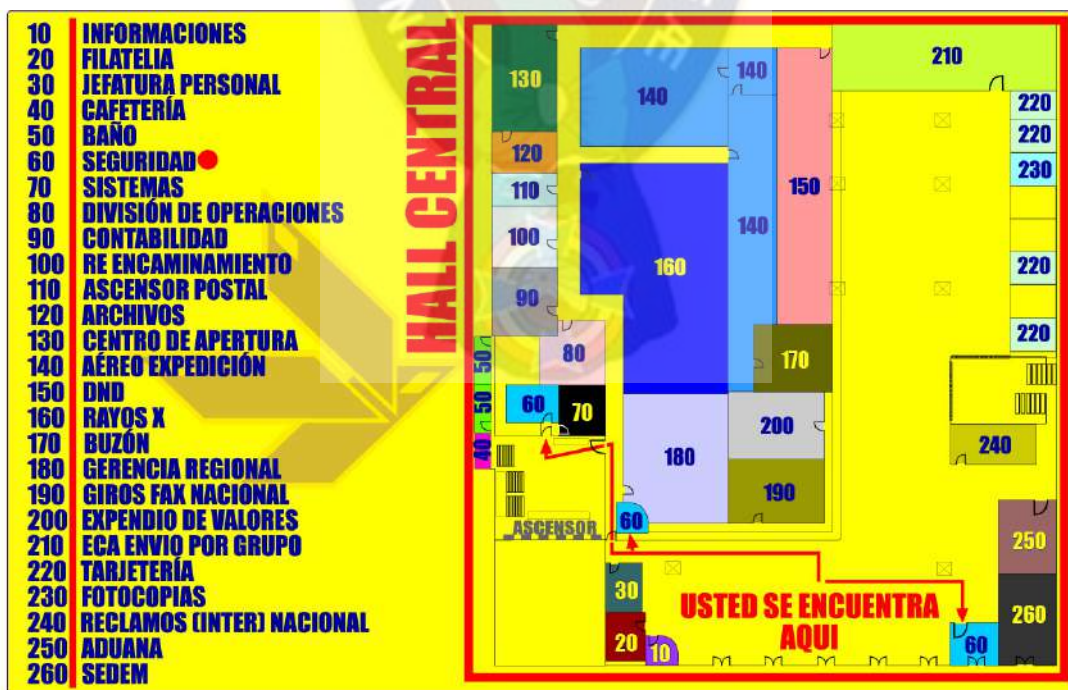 10 INFORMACIONES
20 FILATELIA
30 JEFATURA PERSONAL
40 CAFETERÍA
50 BAÑO
60 SEGURIDAD
70 SISTEMAS
80 DIVISIÓN DE OPERACIONES
90 CONTABILIDAD
100 RE ENCAMINAMIENTO
110 ASCENSOR POSTAL
120 ARCHIVOS
130 CENTRO DE APERTURA
140 AÉREO EXPEDICIÓN
150 DND
160 RAYOS X
170 BUZÓN
180 GERENCIA REGIONAL
190 GIROS FAX NACIONAL
200 EXPENDIO DE VALORES
210 ECA ENVIO POR GRUPO
220 TARJETERÍA
230 FOTOCOPIAS
240 RECLAMOS (INTER) NACIONAL
250 ADUANA
260 SEDEM
HALL CENTRAL
130
140
140
210
220
120
220
110
150
230
100
140
160
220
90
220
80
170
50
60
70
50
200
240
40
180
190
60
ASCENSOR
250
30
USTED SE ENCUENTRA
AQUI
260
20
10
60